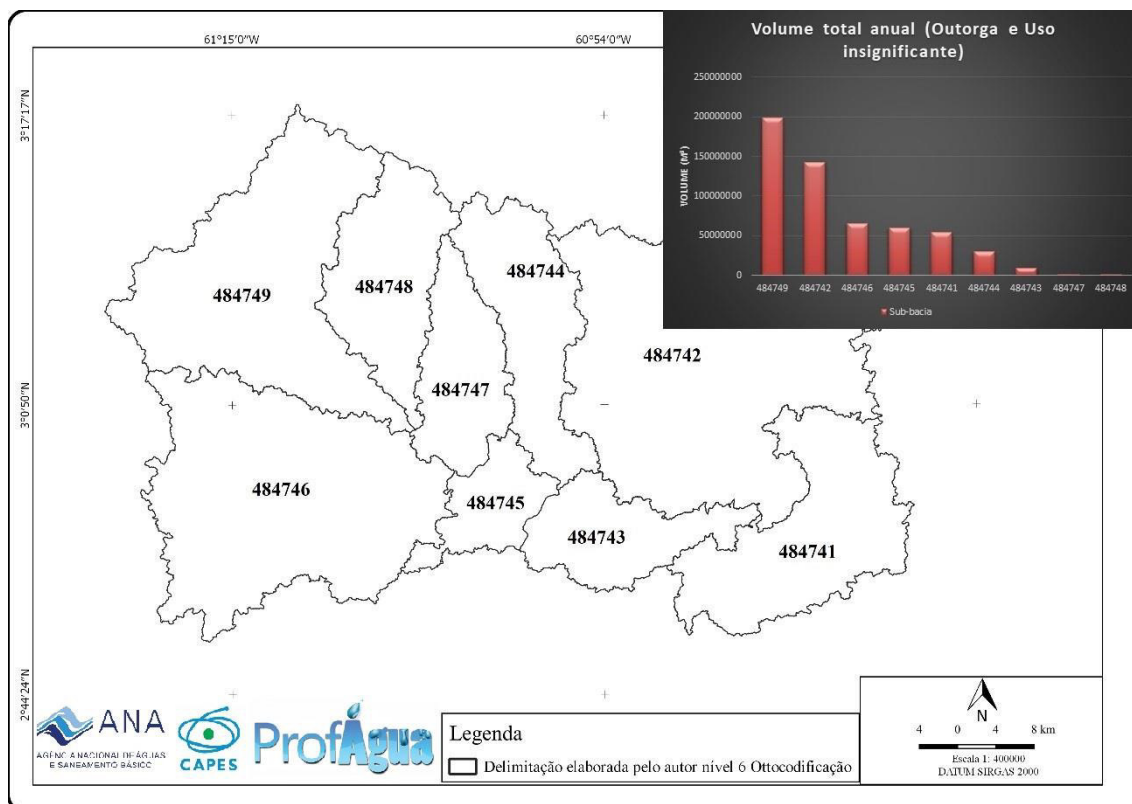 61°15′0″W
60°54′0″W
3°17′17″N
3°0′50″N
2°44′24″N
Volume total anual (Outorga e Uso
insignificante)
VOLUME (M³)
250000000
200000000
150000000
100000000
50000000
0
484749 484742 484746 484745 484741 484744 484743 484747 484748
Sub-bacia
484749
484748
484744
484747
484742
484746
484745
484743
484741
ANA
AGÊNCIA NACIONAL DE ÁGUAS
E SANEAMENTO BÁSICO
CAPES
ProfÁgua
Legenda
Delimitação elaborada pelo autor nível 6 Ottocodificação
N
4 0 4 8 km
Escala 1: 400000
DATUM SIRGAS 2000